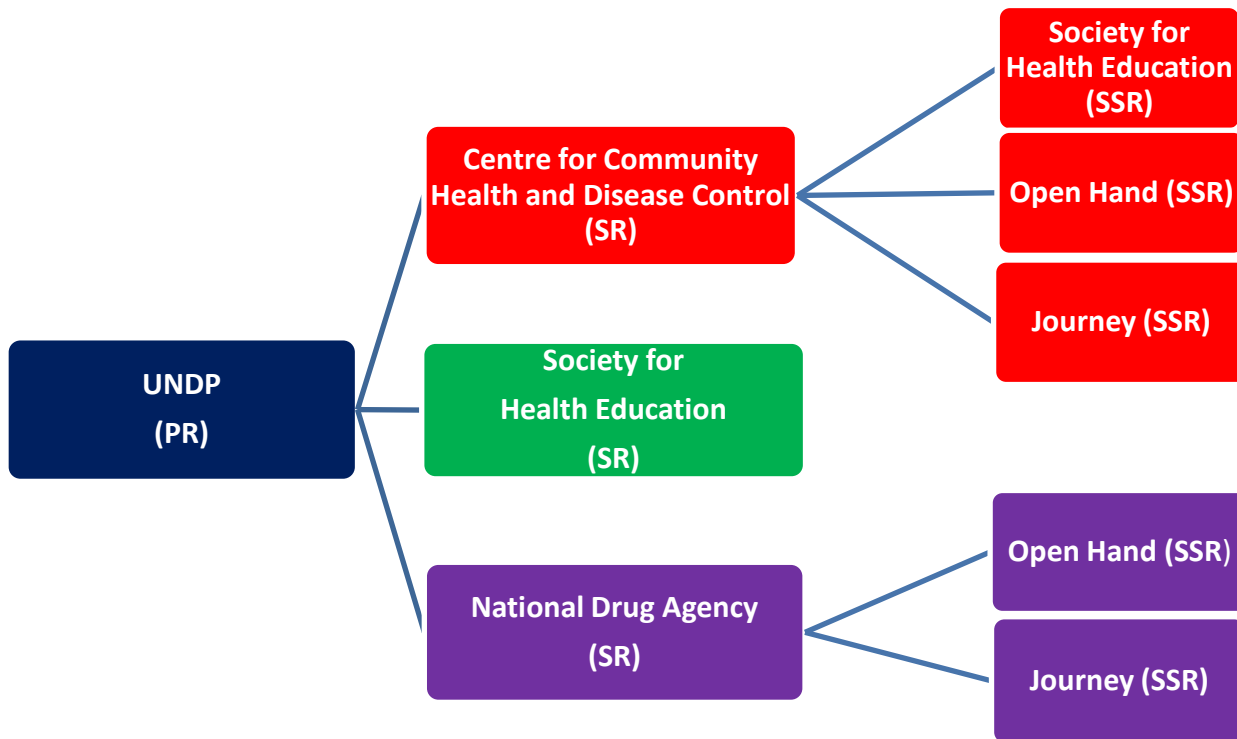 UNDP
(PR)
Centre for Community
Health and Disease Control
(SR)
Society for
Health Education
(SSR)
Open Hand (SSR)
Journey (SSR)
Society for
Health Education
(SR)
National Drug Agency
(SR)
Open Hand (SSR)
Journey (SSR)